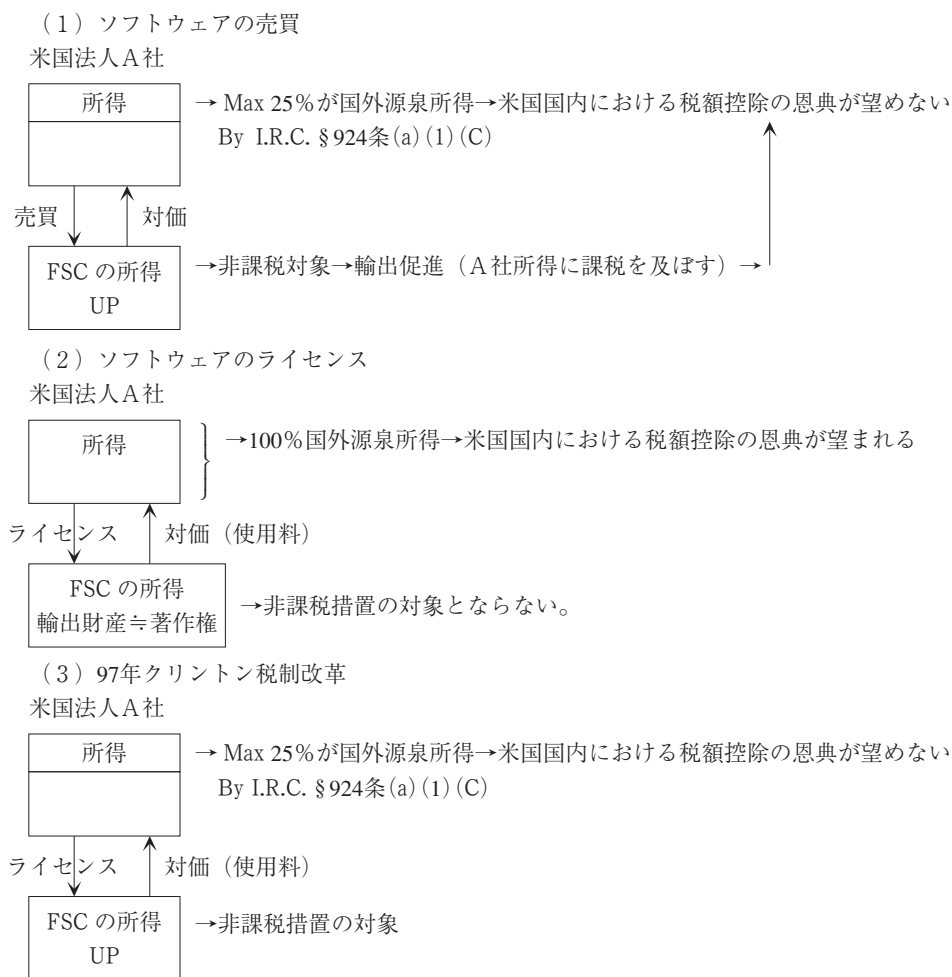 （1）ソフトウェアの売買
米国法人A社
所得
→ Max 25%が国外源泉所得→米国国内における税額控除の恩典が望めない
By I.R.C. §924条(a)(1)(C)
売買
対価
FSC の所得
UP
→非課税対象→輸出促進（A社所得に課税を及ぼす）→
（2）ソフトウェアのライセンス
米国法人A社
所得
→100%国外源泉所得→米国国内における税額控除の恩典が望まれる
ライセンス
対価（使用料）
FSC の所得
輸出財産≒著作権
→非課税措置の対象とならない。
（3）97年クリントン税制改革
米国法人A社
所得
→ Max 25%が国外源泉所得→米国国内における税額控除の恩典が望めない
By I.R.C. §924条(a)(1)(C)
ライセンス
対価（使用料）
FSC の所得
UP
→非課税措置の対象